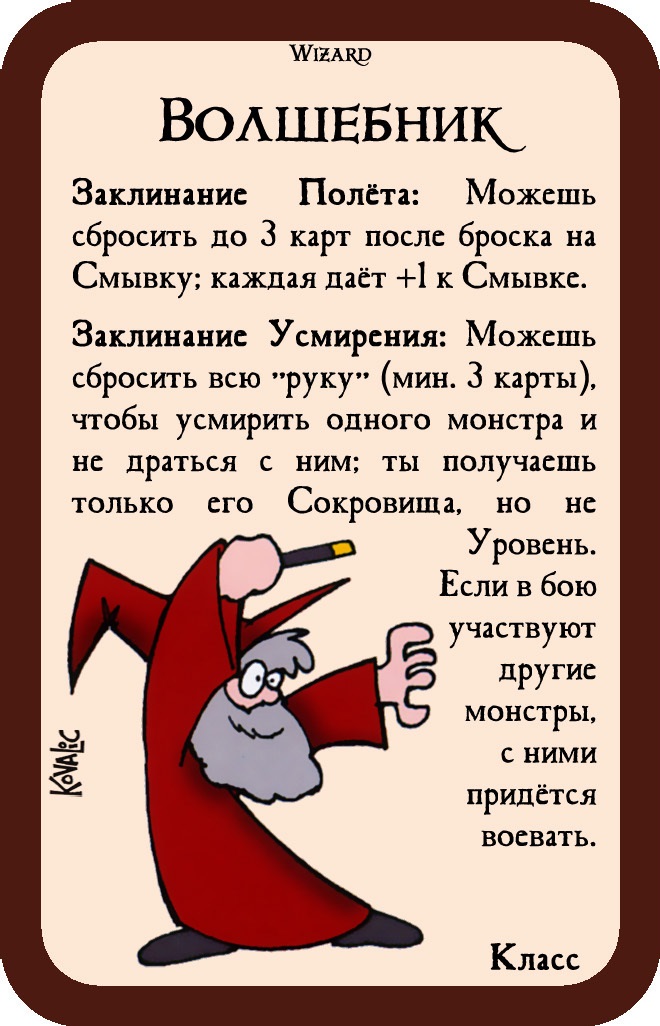 Wizard
Волшебник
Заклинание Полёта: Можешь
сбросить до 3 карт после броска на
Смывку; каждая даёт +1 к Смывке.
Заклинание Усмирения: Можешь
сбросить всю ”руку” (мин. 3 карты),
чтобы усмирить одного монстра и
не драться с ним; ты получаешь
только его Сокровища, но не
Уровень.
Если в бою
участвуют
другие
монстры,
с ними
придётся
воевать.
Kovalic
Класс